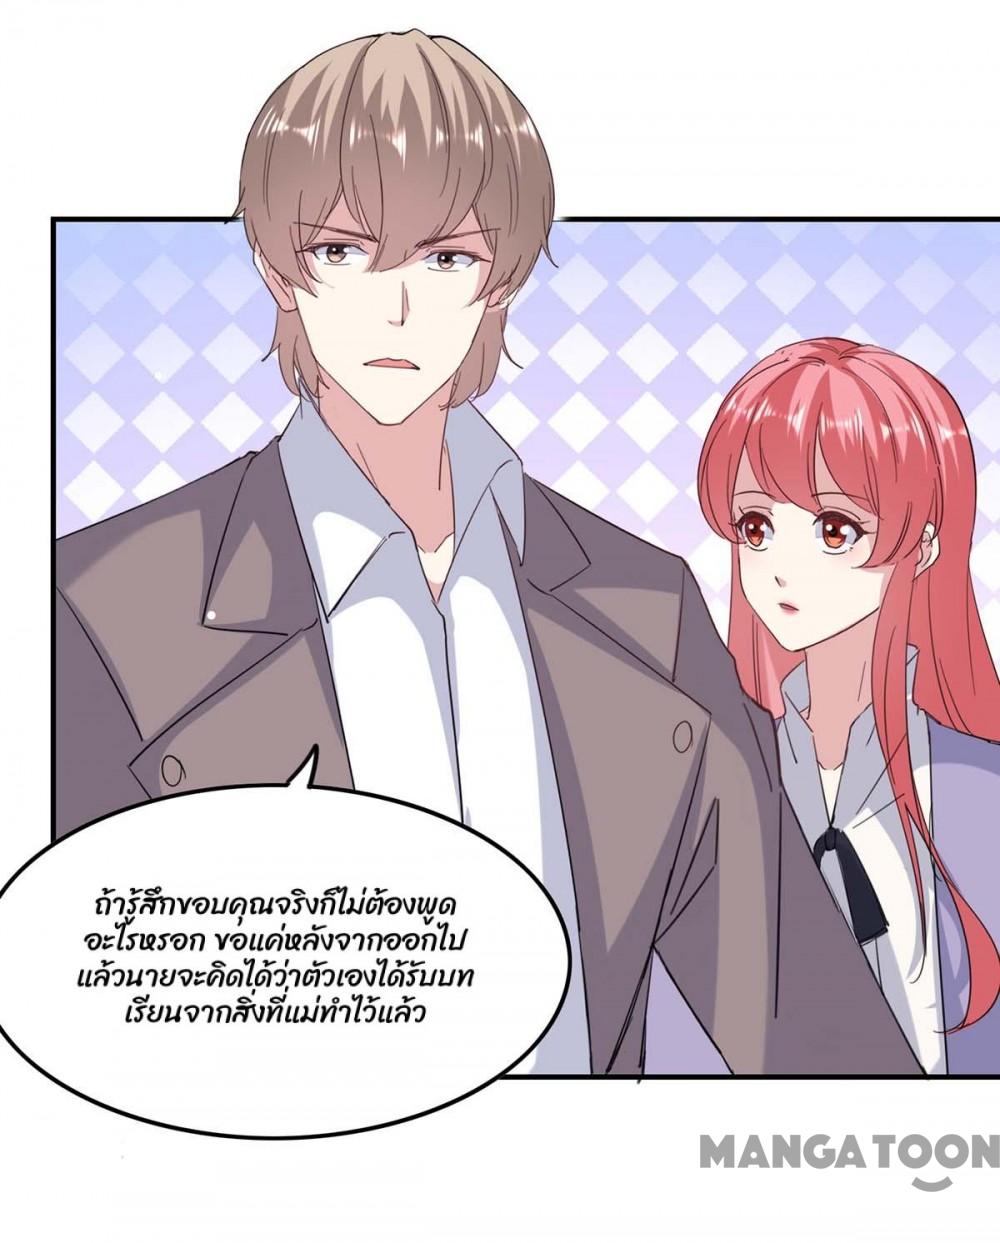 ถ้ารู้สึกขอบคุณจริงก็ไม่ต้องพูด
อะไรหรอก ขอแค่หลังจากออกไป
แล้วนายจะคิดได้ว่าตัวเองได้รับบท
เรียนจากสิ่งที่แม่ทำไว้แล้ว
MANGATOON